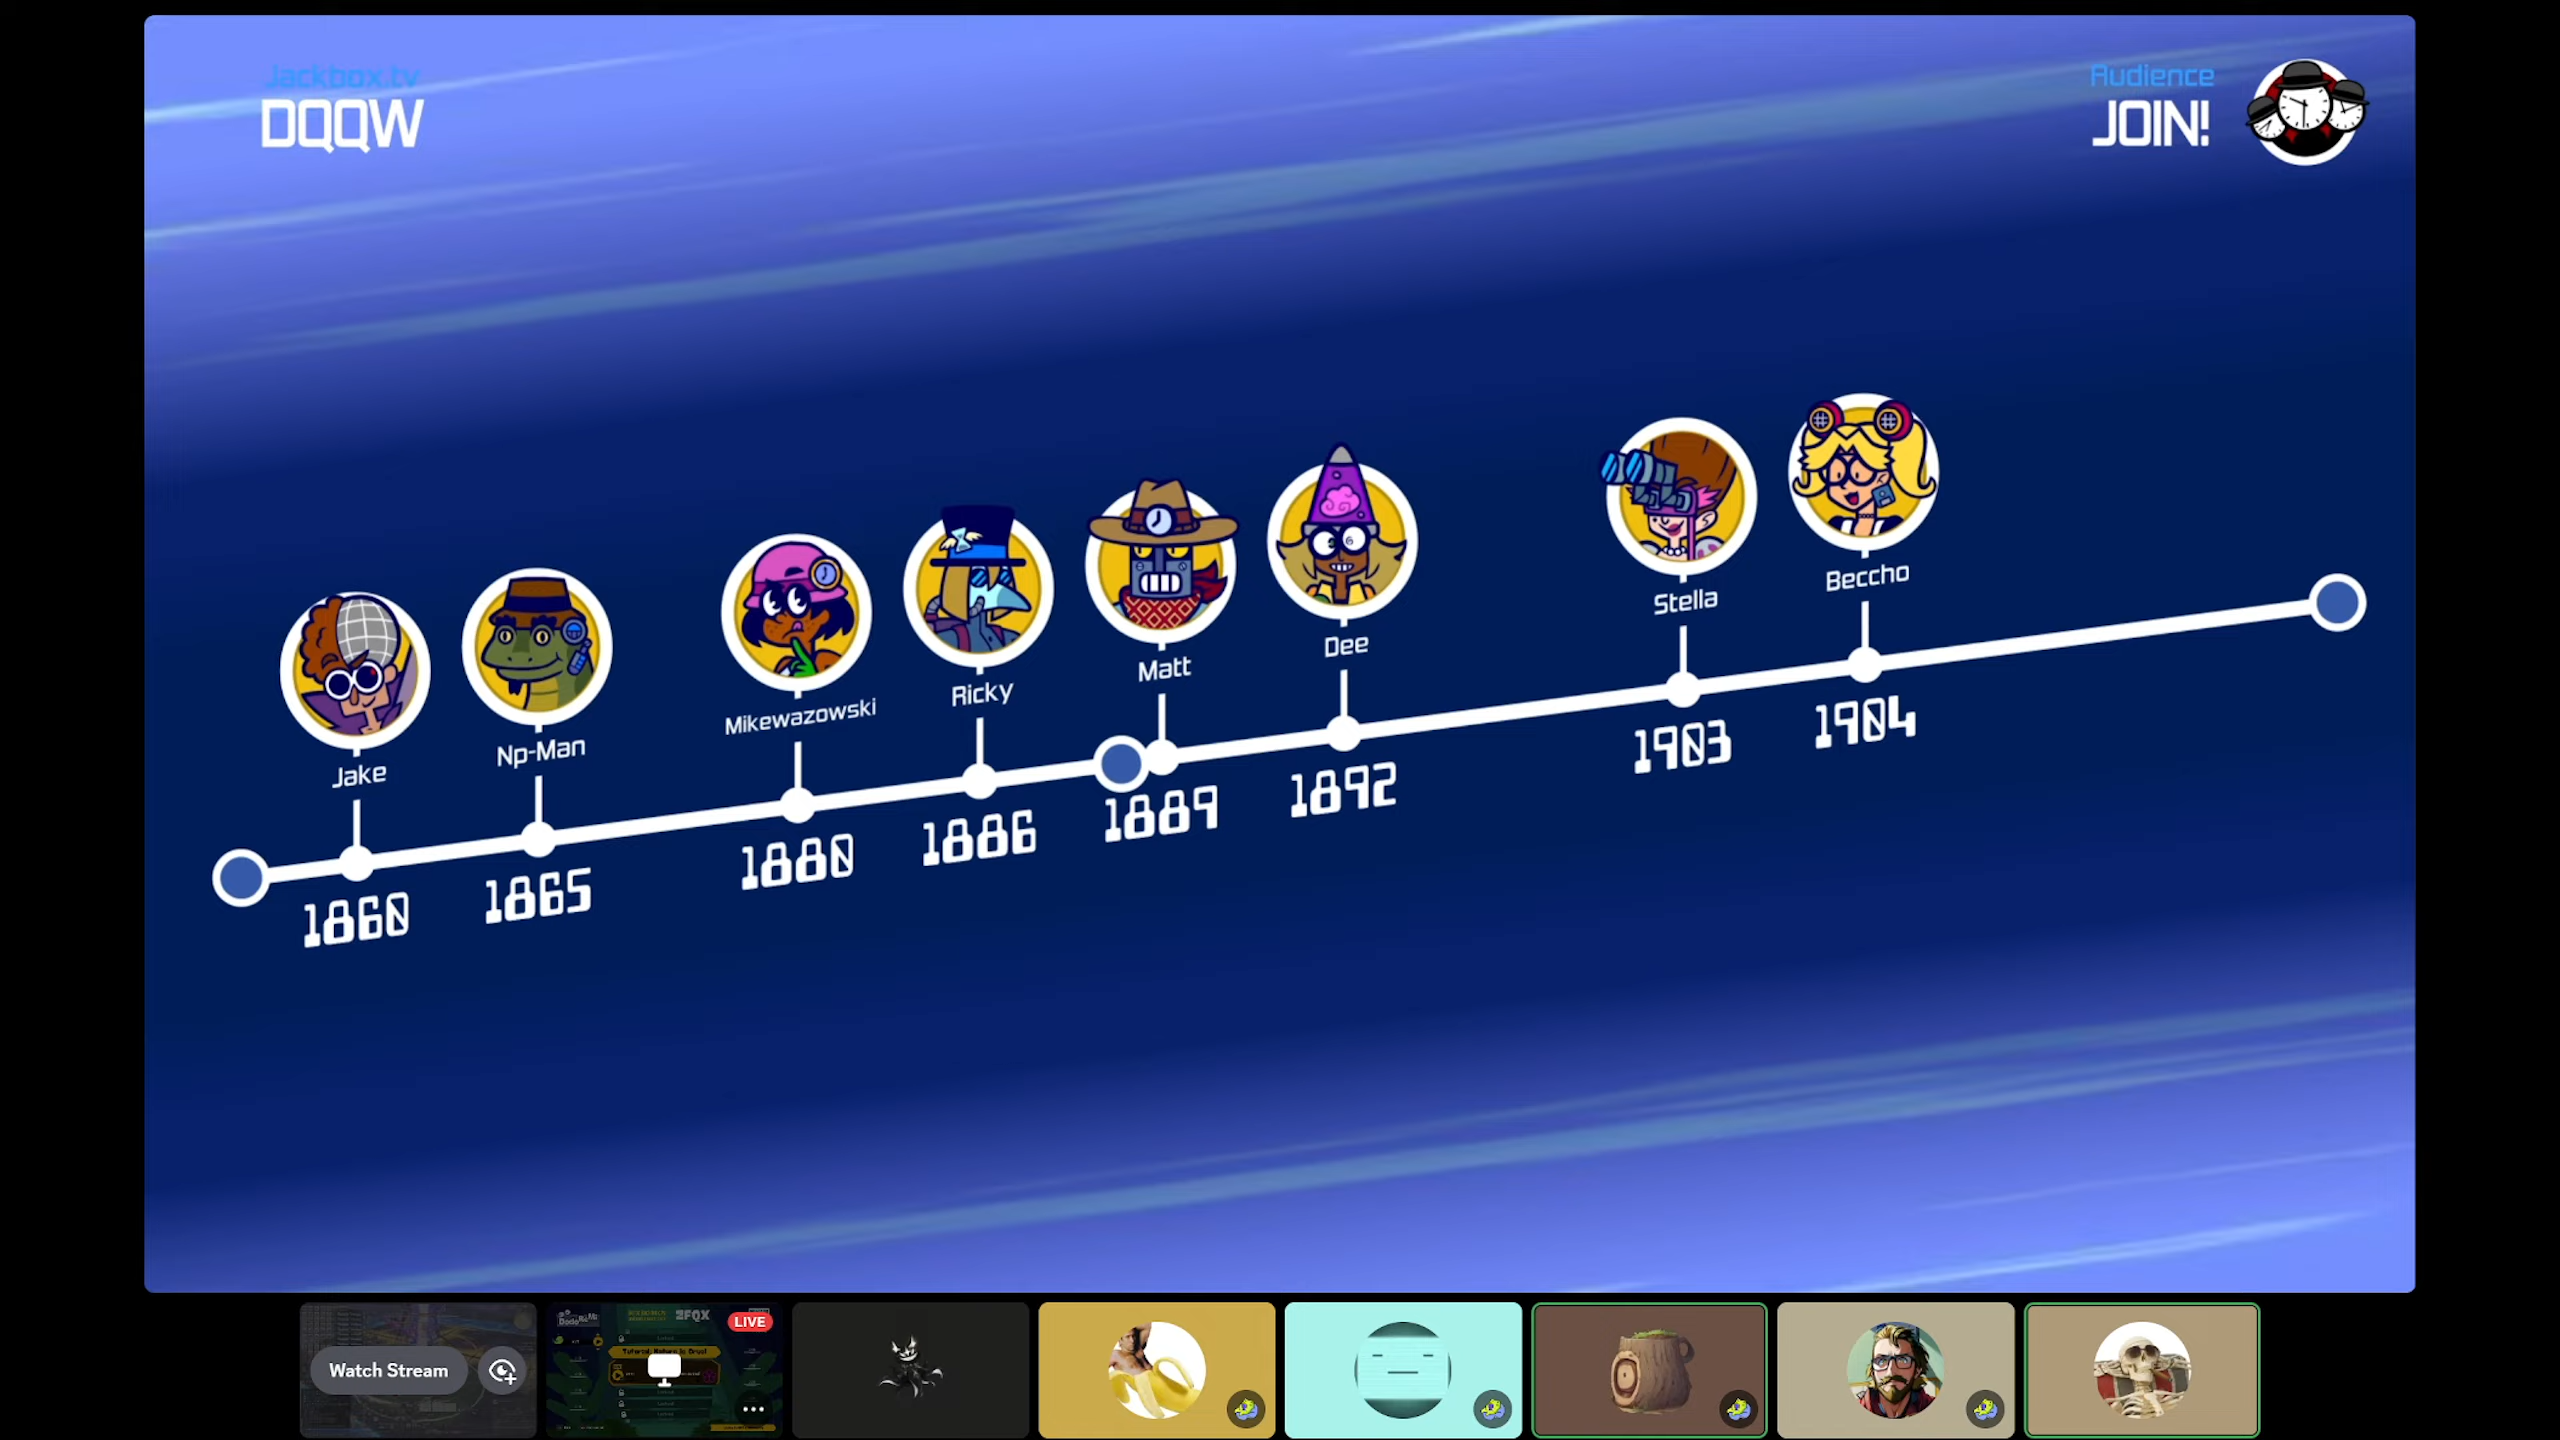 Jackbox.tv
DQQW
Audience
JOIN!
Jake
Np-Man
Mikewazowski
Ricky
Matt
Dee
Stella
Beccho
1860
1865
1880
1886
1889
1892
1903
1904
Watch Stream
LIVE
ZFQX